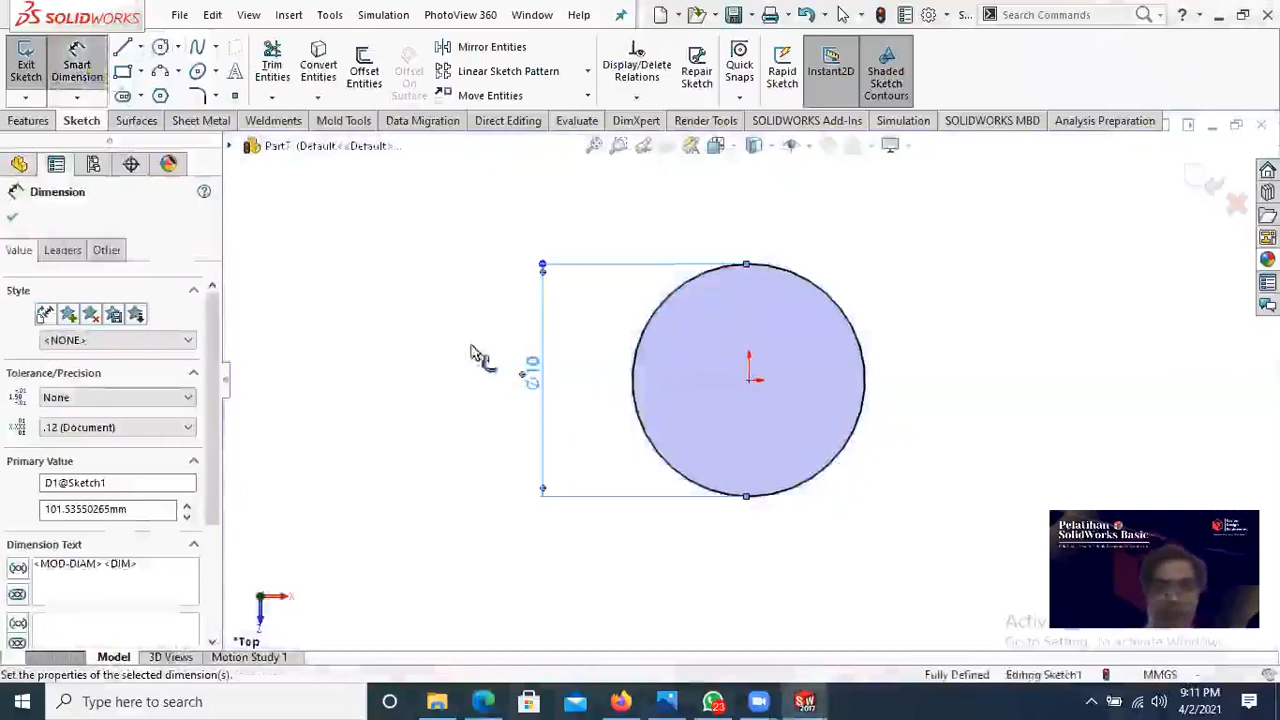 SOLIDWORKS
File Edit View Insert Tools Simulation PhotoView 360 Window Help
S...
Search Commands
Exit Sketch
Smart Dimension
Trim Entities
Convert Entities
Offset Entities
Offset On Surface
Mirror Entities
Linear Sketch Pattern
Move Entities
Display/Delete Relations
Repair Sketch
Quick Snaps
Rapid Sketch
Instant2D
Shaded Sketch Contours
Features Sketch Surfaces Sheet Metal Weldments Mold Tools Data Migration Direct Editing Evaluate DimXpert Render Tools SOLIDWORKS Add-Ins Simulation SOLIDWORKS MBD Analysis Preparation
(Default<<Default>...
Dimension
Value Leaders Other
Style
<NONE>
Tolerance/Precision
None
.12 (Document)
Primary Value
D1@Sketch1
101.53550265mm
Dimension Text
<MOD-DIAM> <DIM>
∅10
*Top
Pelatihan
SolidWorks Basic
Model 3D Views Motion Study 1
Set the properties of the selected dimension(s).
Fully Defined Editing Sketch1 MMGS
Type here to search
23
SW
2017
9:11 PM
4/2/2021